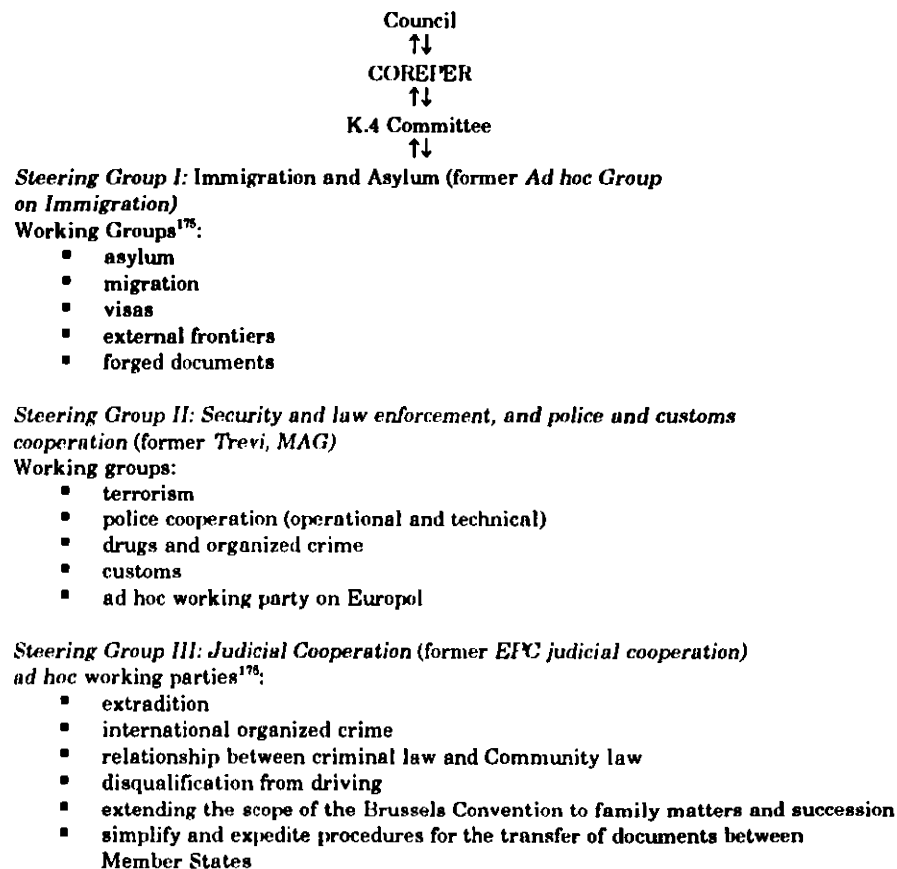 Council
↑↓
COREPER
↑↓
K.4 Committee
↑↓
Steering Group I: Immigration and Asylum (former Ad hoc Group
on Immigration)
Working Groups¹⁷⁵:
▪ asylum
▪ migration
▪ visas
▪ external frontiers
▪ forged documents
Steering Group II: Security and law enforcement, and police and customs
cooperation (former Trevi, MAG)
Working groups:
▪ terrorism
▪ police cooperation (operational and technical)
▪ drugs and organized crime
▪ customs
▪ ad hoc working party on Europol
Steering Group III: Judicial Cooperation (former EPC judicial cooperation)
ad hoc working parties¹⁷⁶:
▪ extradition
▪ international organized crime
▪ relationship between criminal law and Community law
▪ disqualification from driving
▪ extending the scope of the Brussels Convention to family matters and succession
▪ simplify and expedite procedures for the transfer of documents between
Member States